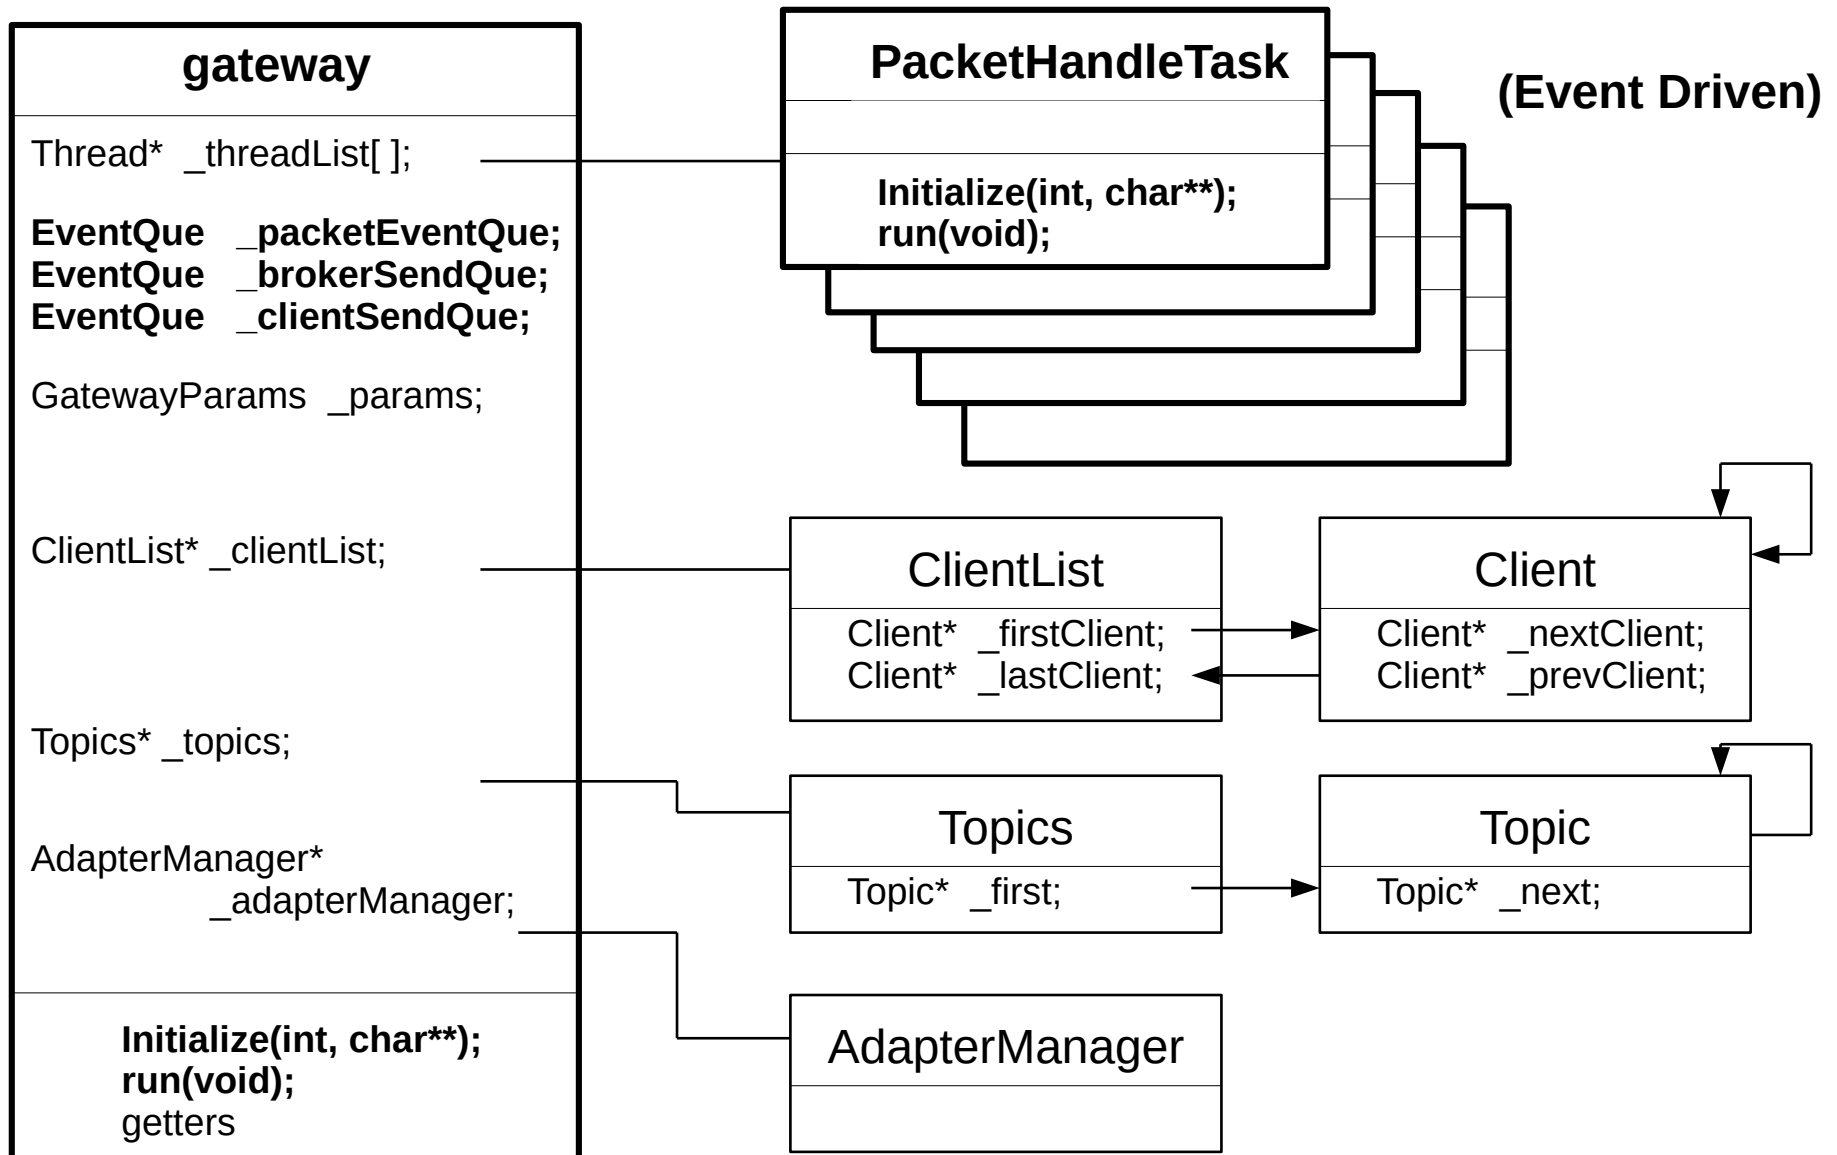 gateway
Thread* _threadList[ ];
EventQue _packetEventQue;
EventQue _brokerSendQue;
EventQue _clientSendQue;
GatewayParams _params;
ClientList* _clientList;
Topics* _topics;
AdapterManager*
_adapterManager;
Initialize(int, char**);
run(void);
getters
PacketHandleTask
Initialize(int, char**);
run(void);
(Event Driven)
ClientList
Client* _firstClient;
Client* _lastClient;
Client
Client* _nextClient;
Client* _prevClient;
Topics
Topic* _first;
Topic
Topic* _next;
AdapterManager